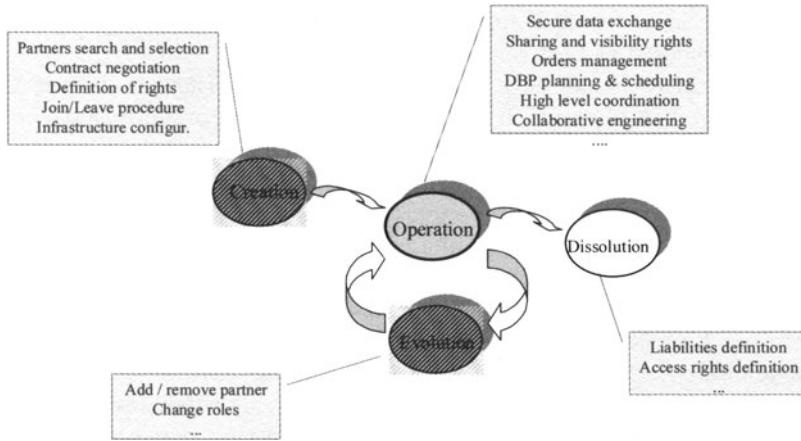 Secure data exchange
Sharing and visibility rights
Orders management
DBP planning & scheduling
High level coordination
Collaborative engineering
....
Partners search and selection
Contract negotiation
Definition of rights
Join/Leave procedure
Infrastructure configur.
Creation
Operation
Dissolution
Evolution
Liabilities definition
Access rights definition
...
Add / remove partner
Change roles
...